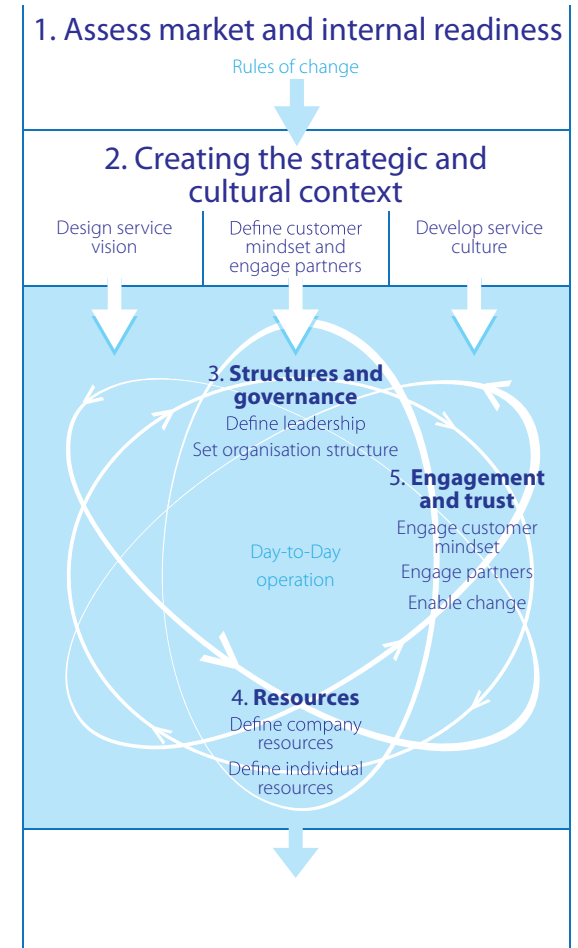 1. Assess market and internal readiness
Rules of change
2. Creating the strategic and
cultural context
Design service
vision
Define customer
mindset and
engage partners
Develop service
culture
3. Structures and
governance
Define leadership
Set organisation structure
5. Engagement
and trust
Engage customer
mindset
Engage partners
Enable change
Day-to-Day
operation
4. Resources
Define company
resources
Define individual
resources